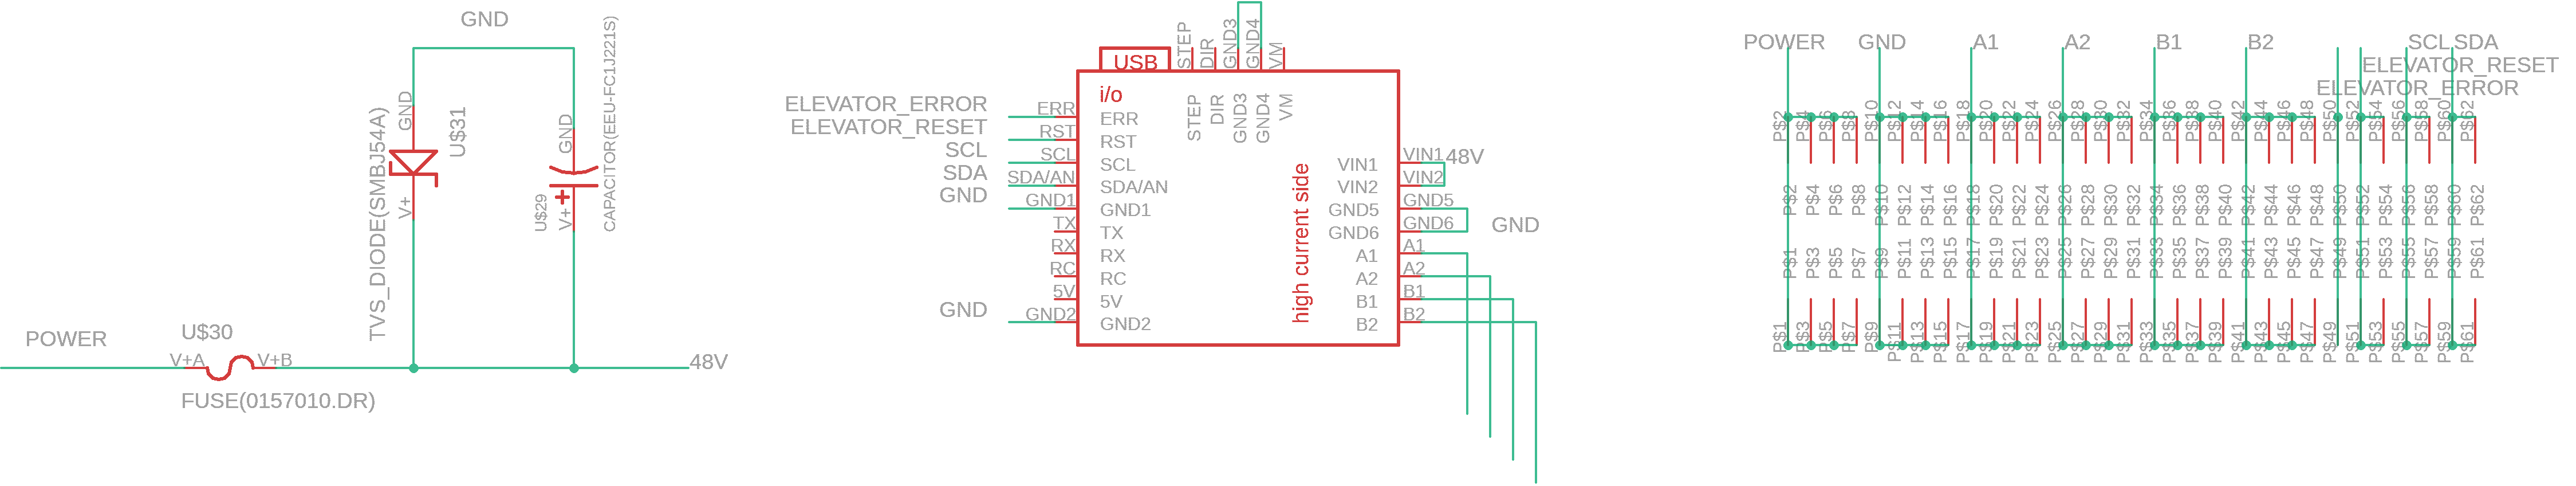 GND
GND
GND
TVS_DIODE(SMBJ54A)
U$31
V+
U$29
V+
CAPACITOR(EEU-FC1J221S)
POWER
U$30
V+A
V+B
FUSE(0157010.DR)
48V
USB
STEP
DIR
GND3
GND4
VM
i/o
STEP
DIR
GND3
GND4
VM
ELEVATOR_ERROR
ERR
ERR
ELEVATOR_RESET
RST
RST
SCL
SCL
SCL
SDA
SDA/AN
SDA/AN
GND
GND1
GND1
TX
TX
RX
RX
RC
RC
5V
5V
GND
GND2
GND2
high current side
VIN1
VIN1
48V
VIN2
VIN2
GND5
GND5
GND6
GND6
GND
A1
A1
A2
A2
B1
B1
B2
B2
POWER GND A1 A2 B1 B2 SCL SDA
ELEVATOR_RESET
ELEVATOR_ERROR
P$2 P$4 P$6 P$8 P$10 P$12 P$14 P$16 P$18 P$20 P$22 P$24 P$26 P$28 P$30 P$32 P$34 P$36 P$38 P$40 P$42 P$44 P$46 P$48 P$50 P$52 P$54 P$56 P$58 P$60 P$62
P$2 P$4 P$6 P$8 P$10 P$12 P$14 P$16 P$18 P$20 P$22 P$24 P$26 P$28 P$30 P$32 P$34 P$36 P$38 P$40 P$42 P$44 P$46 P$48 P$50 P$52 P$54 P$56 P$58 P$60 P$62
P$1 P$3 P$5 P$7 P$9 P$11 P$13 P$15 P$17 P$19 P$21 P$23 P$25 P$27 P$29 P$31 P$33 P$35 P$37 P$39 P$41 P$43 P$45 P$47 P$49 P$51 P$53 P$55 P$57 P$59 P$61
P$1 P$3 P$5 P$7 P$9 P$11 P$13 P$15 P$17 P$19 P$21 P$23 P$25 P$27 P$29 P$31 P$33 P$35 P$37 P$39 P$41 P$43 P$45 P$47 P$49 P$51 P$53 P$55 P$57 P$59 P$61